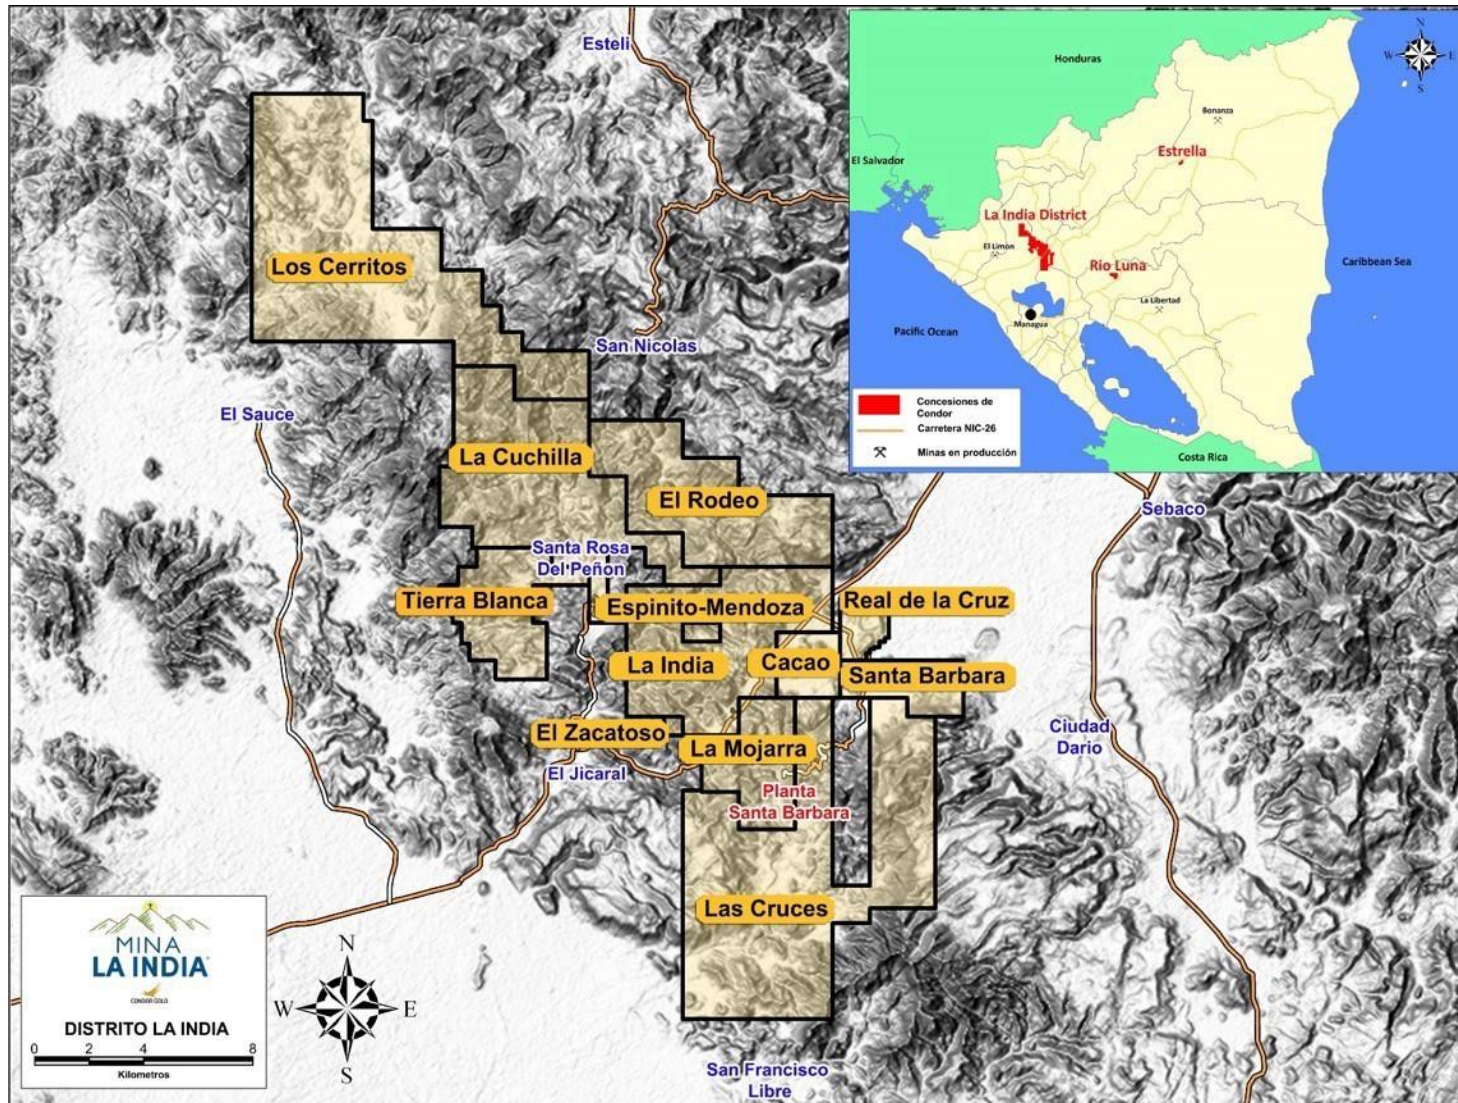 Esteli
Los Cerritos
San Nicolas
El Sauce
La Cuchilla
El Rodeo
Sebaco
Santa Rosa
Del Peñon
Tierra Blanca
Espinito-Mendoza
Real de la Cruz
La India
Cacao
Santa Barbara
El Zacatoso
La Mojarra
Ciudad
Dario
El Jicaral
Planta
Santa Barbara
Las Cruces
San Francisco
Libre
Honduras
N
W
E
S
Bonanza
El Salvador
Estrella
La India District
El Limon
Rio Luna
Caribbean Sea
La Libertad
Pacific Ocean
Managua
Costa Rica
Concesiones de
Condor
Carretera NIC-26
Minas en producción
MINA
LA INDIA
CONDOR GOLD
DISTRITO LA INDIA
0 2 4 8
Kilometros
N
W
E
S